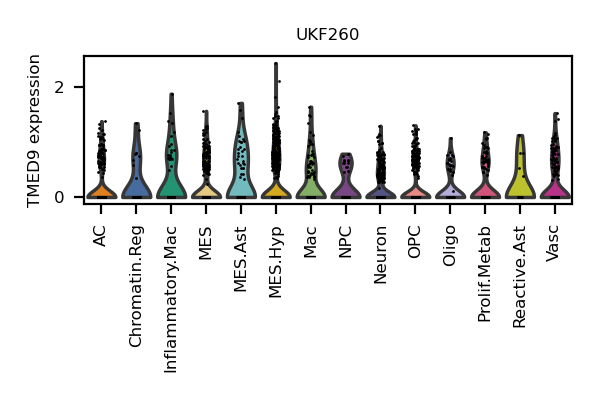 UKF260
TMED9 expression
2
0
AC
Chromatin.Reg
Inflammatory.Mac
MES
MES.Ast
MES.Hyp
Mac
NPC
Neuron
OPC
Oligo
Prolif.Metab
Reactive.Ast
Vasc